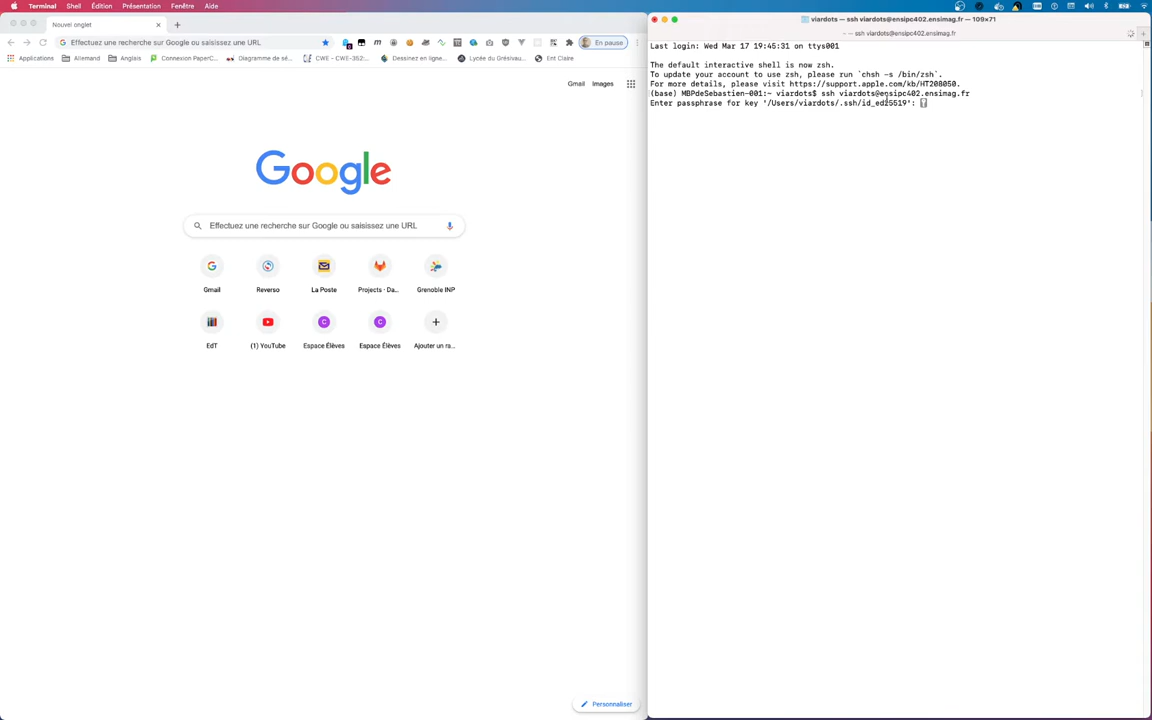 Terminal Shell Édition Présentation Fenêtre Aide
Nouvel onglet
Effectuez une recherche sur Google ou saisissez une URL
En pause
Applications Allemand Anglais Connexion PaperC... Diagramme de sé... CWE - CWE-352:... Dessinez en ligne... Lycée du Grésivau... Ent Claire
Gmail Images
Google
Effectuez une recherche sur Google ou saisissez une URL
Gmail Reverso La Poste Projects · Da... Grenoble INP
EdT (1) YouTube Espace Élèves Espace Élèves Ajouter un ra...
Personnaliser
viardots — ssh viardots@ensipc402.ensimag.fr — 109×71
~ — ssh viardots@ensipc402.ensimag.fr
Last login: Wed Mar 17 19:45:31 on ttys001
The default interactive shell is now zsh.
To update your account to use zsh, please run `chsh -s /bin/zsh`.
For more details, please visit https://support.apple.com/kb/HT208050.
(base) MBPdeSebastien-001:~ viardots$ ssh viardots@ensipc402.ensimag.fr
Enter passphrase for key '/Users/viardots/.ssh/id_ed25519':